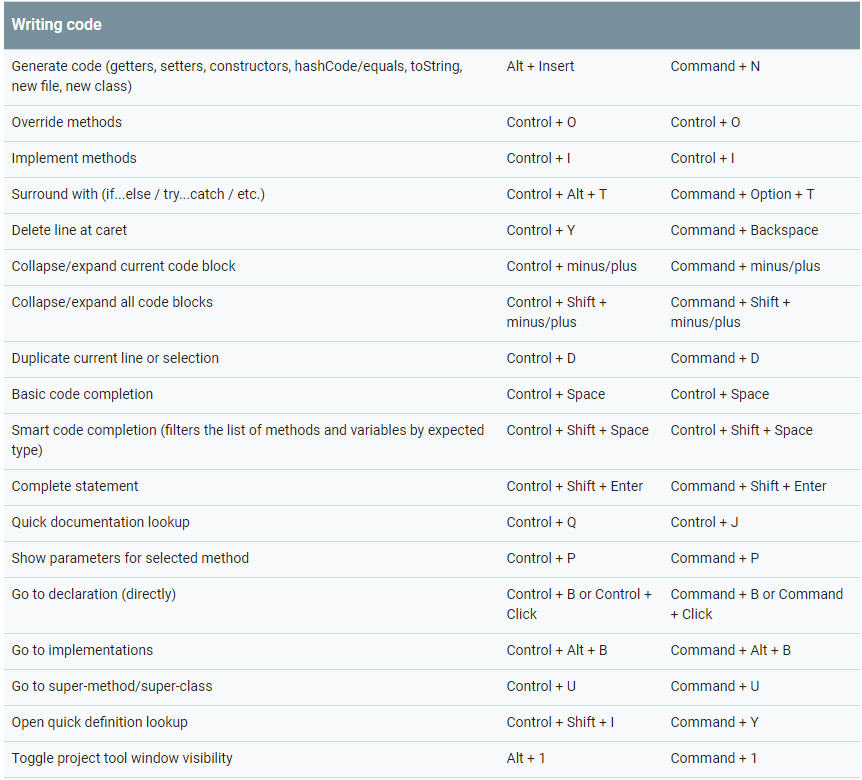 Writing code
Generate code (getters, setters, constructors, hashCode/equals, toString, Alt + Insert Command + N
new file, new class)
Override methods Control + O Control + O
Implement methods Control + I Control + I
Surround with (if...else / try...catch / etc.) Control + Alt + T Command + Option + T
Delete line at caret Control + Y Command + Backspace
Collapse/expand current code block Control + minus/plus Command + minus/plus
Collapse/expand all code blocks Control + Shift + Command + Shift +
minus/plus minus/plus
Duplicate current line or selection Control + D Command + D
Basic code completion Control + Space Control + Space
Smart code completion (filters the list of methods and variables by expected Control + Shift + Space Control + Shift + Space
type)
Complete statement Control + Shift + Enter Command + Shift + Enter
Quick documentation lookup Control + Q Control + J
Show parameters for selected method Control + P Command + P
Go to declaration (directly) Control + B or Control + Command + B or Command
Click + Click
Go to implementations Control + Alt + B Command + Alt + B
Go to super-method/super-class Control + U Command + U
Open quick definition lookup Control + Shift + I Command + Y
Toggle project tool window visibility Alt + 1 Command + 1